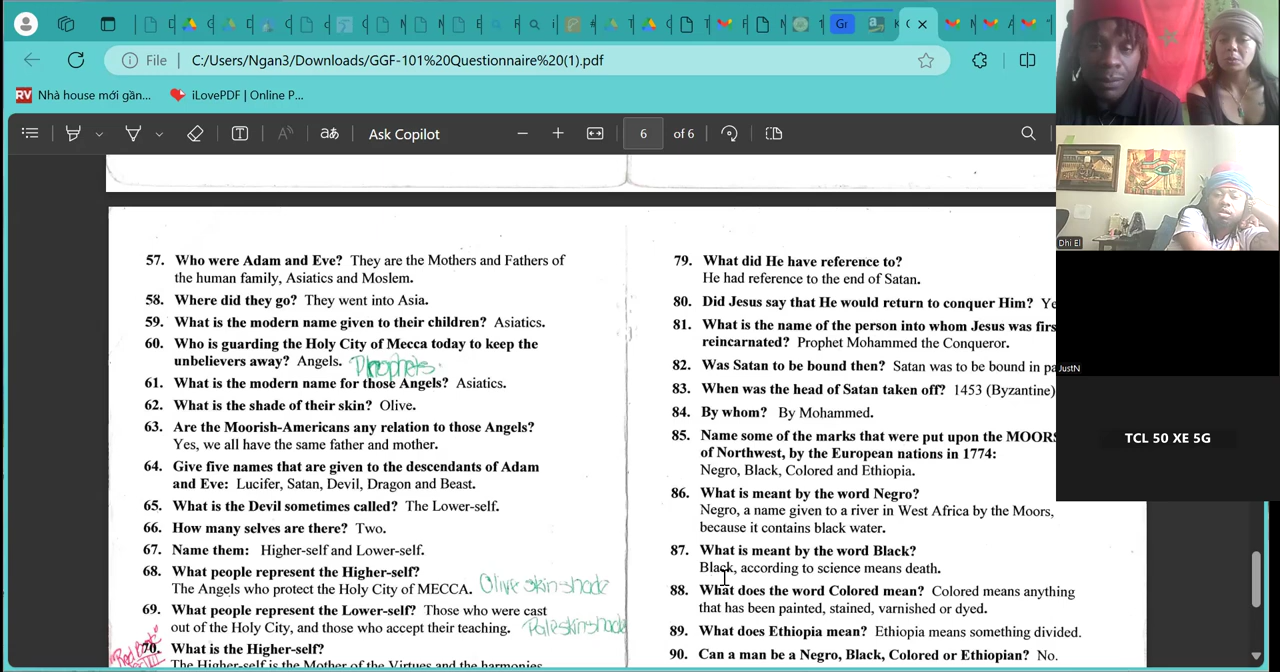 Gr
File
C:/Users/Ngan3/Downloads/GGF-101%20Questionnaire%20(1).pdf
RV Nhà house mới gần...
iLovePDF | Online P...
Ask Copilot
6 of 6
57. Who were Adam and Eve? They are the Mothers and Fathers of
the human family, Asiatics and Moslem.
58. Where did they go? They went into Asia.
59. What is the modern name given to their children? Asiatics.
60. Who is guarding the Holy City of Mecca today to keep the
unbelievers away? Angels. Prophets.
61. What is the modern name for those Angels? Asiatics.
62. What is the shade of their skin? Olive.
63. Are the Moorish-Americans any relation to those Angels?
Yes, we all have the same father and mother.
64. Give five names that are given to the descendants of Adam
and Eve: Lucifer, Satan, Devil, Dragon and Beast.
65. What is the Devil sometimes called? The Lower-self.
66. How many selves are there? Two.
67. Name them: Higher-self and Lower-self.
68. What people represent the Higher-self?
The Angels who protect the Holy City of MECCA. Olive skin shade
69. What people represent the Lower-self? Those who were cast
out of the Holy City, and those who accept their teaching. Pale skin shade
70. What is the Higher-self?
The Higher-self is the Mother of the Virtues and the harmonies
79. What did He have reference to?
He had reference to the end of Satan.
80. Did Jesus say that He would return to conquer Him? Ye
81. What is the name of the person into whom Jesus was firs
reincarnated? Prophet Mohammed the Conqueror.
82. Was Satan to be bound then? Satan was to be bound in pa
83. When was the head of Satan taken off? 1453 (Byzantine)
84. By whom? By Mohammed.
85. Name some of the marks that were put upon the MOORS
of Northwest, by the European nations in 1774:
Negro, Black, Colored and Ethiopia.
86. What is meant by the word Negro?
Negro, a name given to a river in West Africa by the Moors,
because it contains black water.
87. What is meant by the word Black?
Black, according to science means death.
88. What does the word Colored mean? Colored means anything
that has been painted, stained, varnished or dyed.
89. What does Ethiopia mean? Ethiopia means something divided.
90. Can a man be a Negro, Black, Colored or Ethiopian? No.
Dhi El
JustN
TCL 50 XE 5G